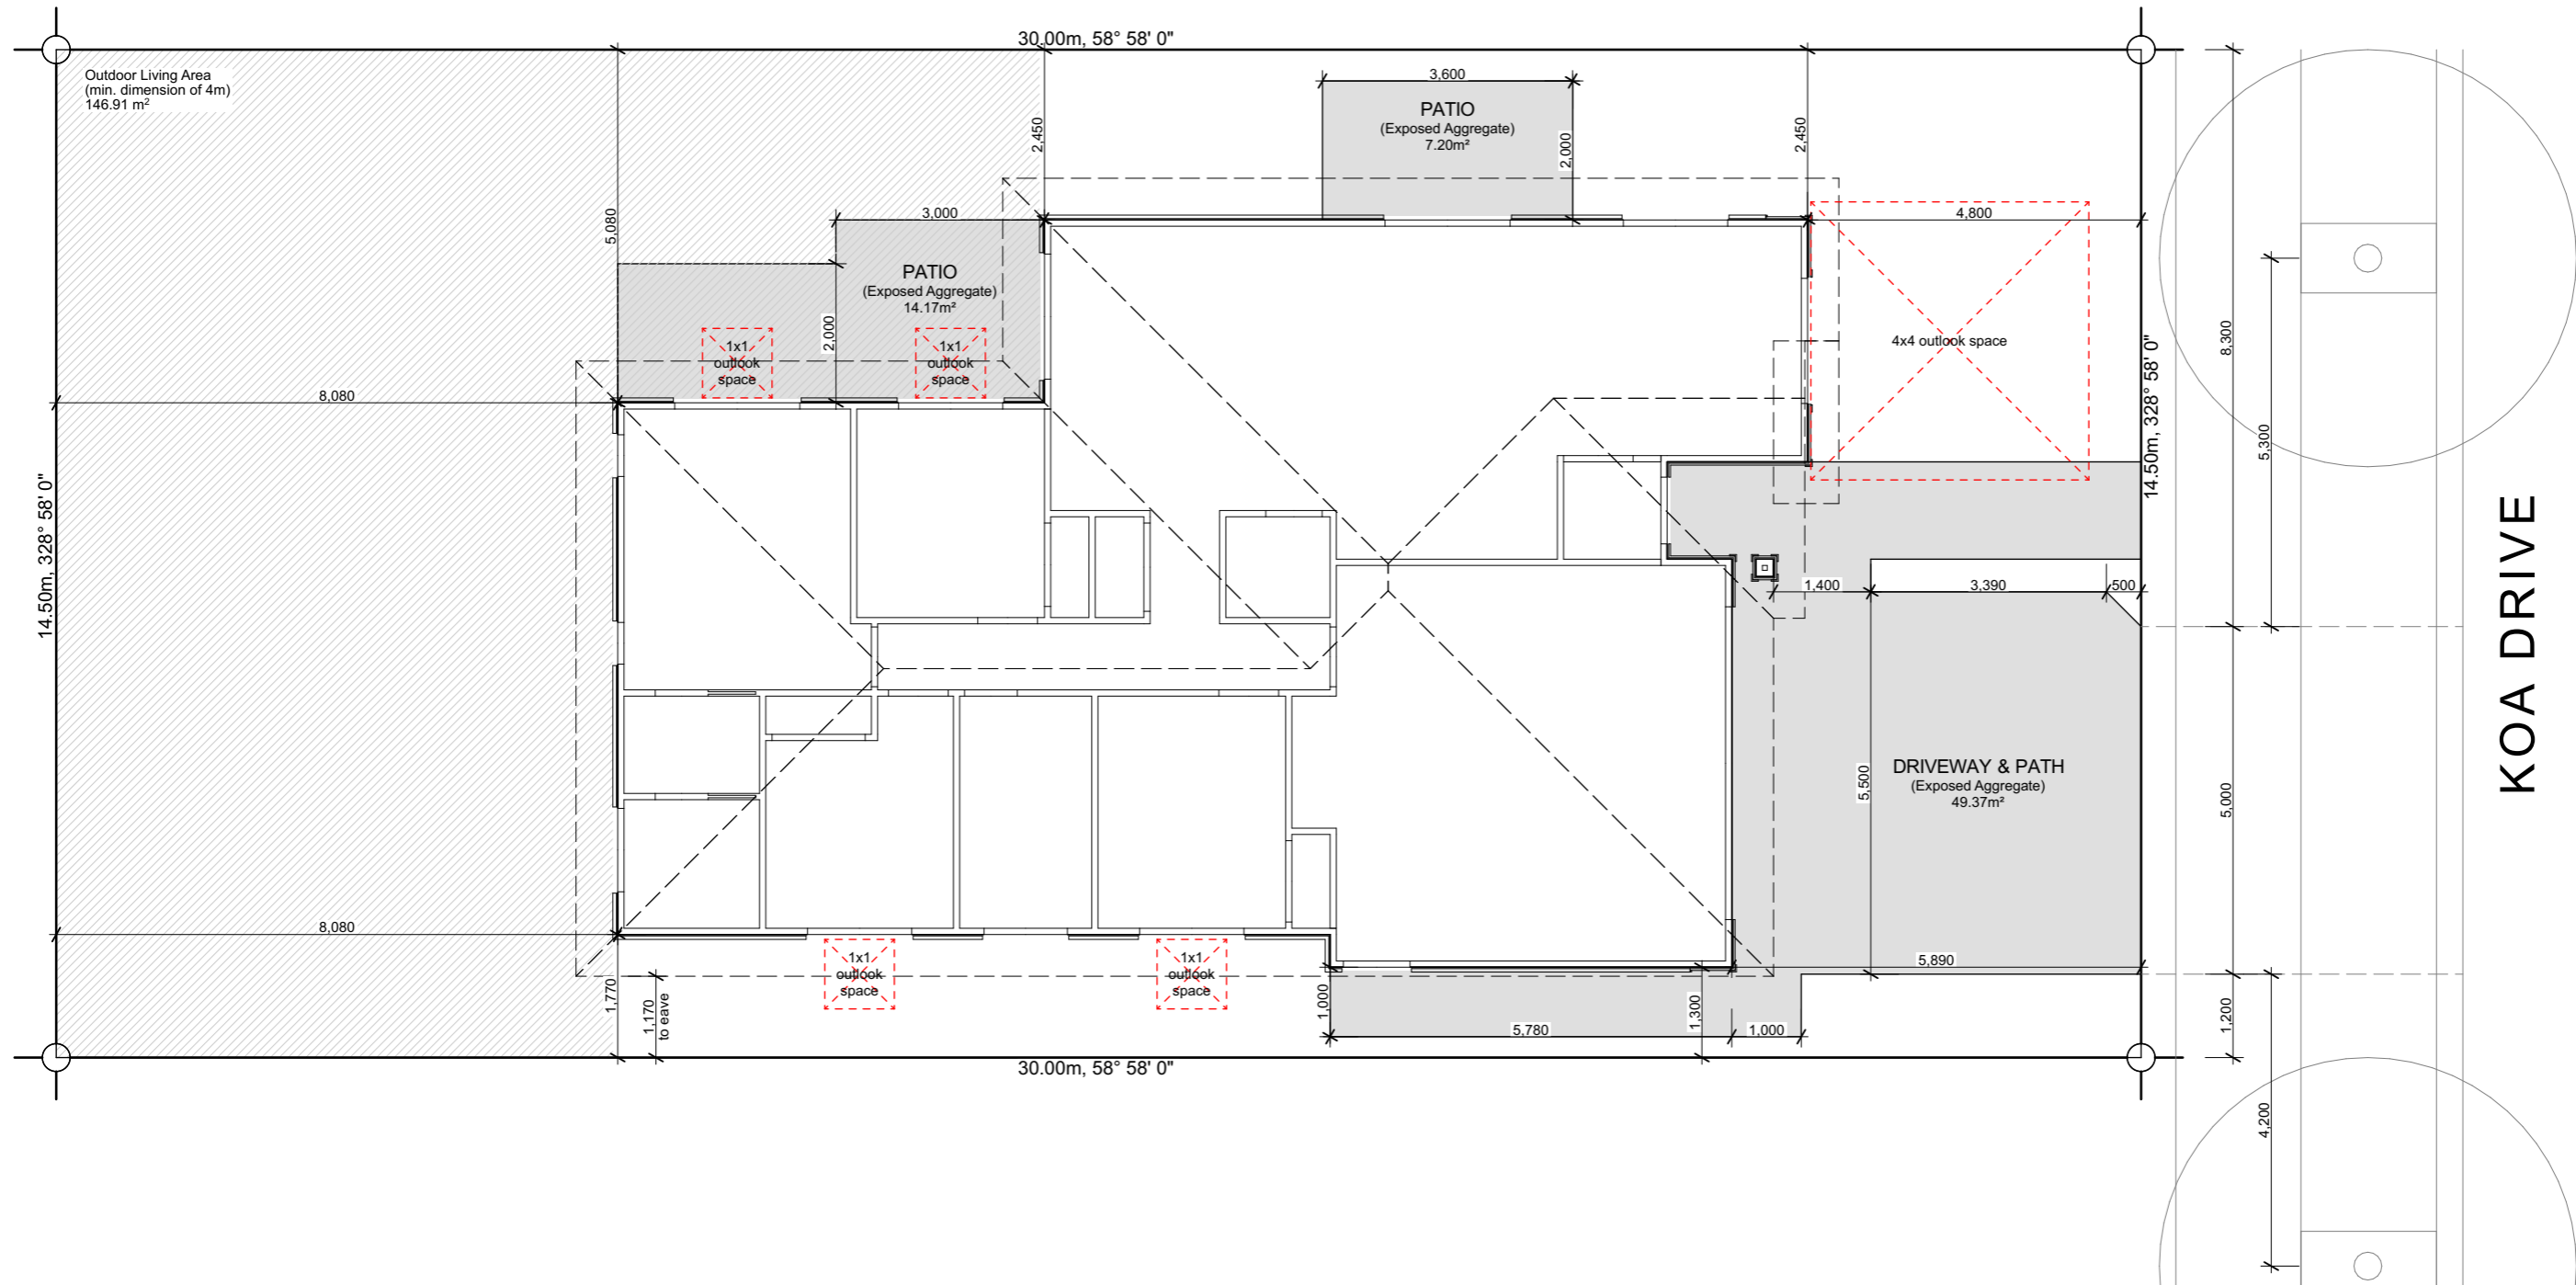 30.00m, 58° 58' 0"
Outdoor Living Area
(min. dimension of 4m)
146.91 m²
3,600
PATIO
(Exposed Aggregate)
7.20m²
2,450
2,000
2,450
5,080
3,000
4,800
PATIO
(Exposed Aggregate)
14.17m²
2,000
1x1
outlook
space
1x1
outlook
space
4x4 outlook space
8,300
5,300
14.50m, 328° 58' 0"
8,080
14.50m, 328° 58' 0"
KOA DRIVE
1,400
3,390
500
DRIVEWAY & PATH
(Exposed Aggregate)
49.37m²
5,500
5,000
8,080
1x1
outlook
space
1x1
outlook
space
5,890
1,770
1,170
to eave
1,000
1,300
5,780
1,000
1,200
30.00m, 58° 58' 0"
4,200